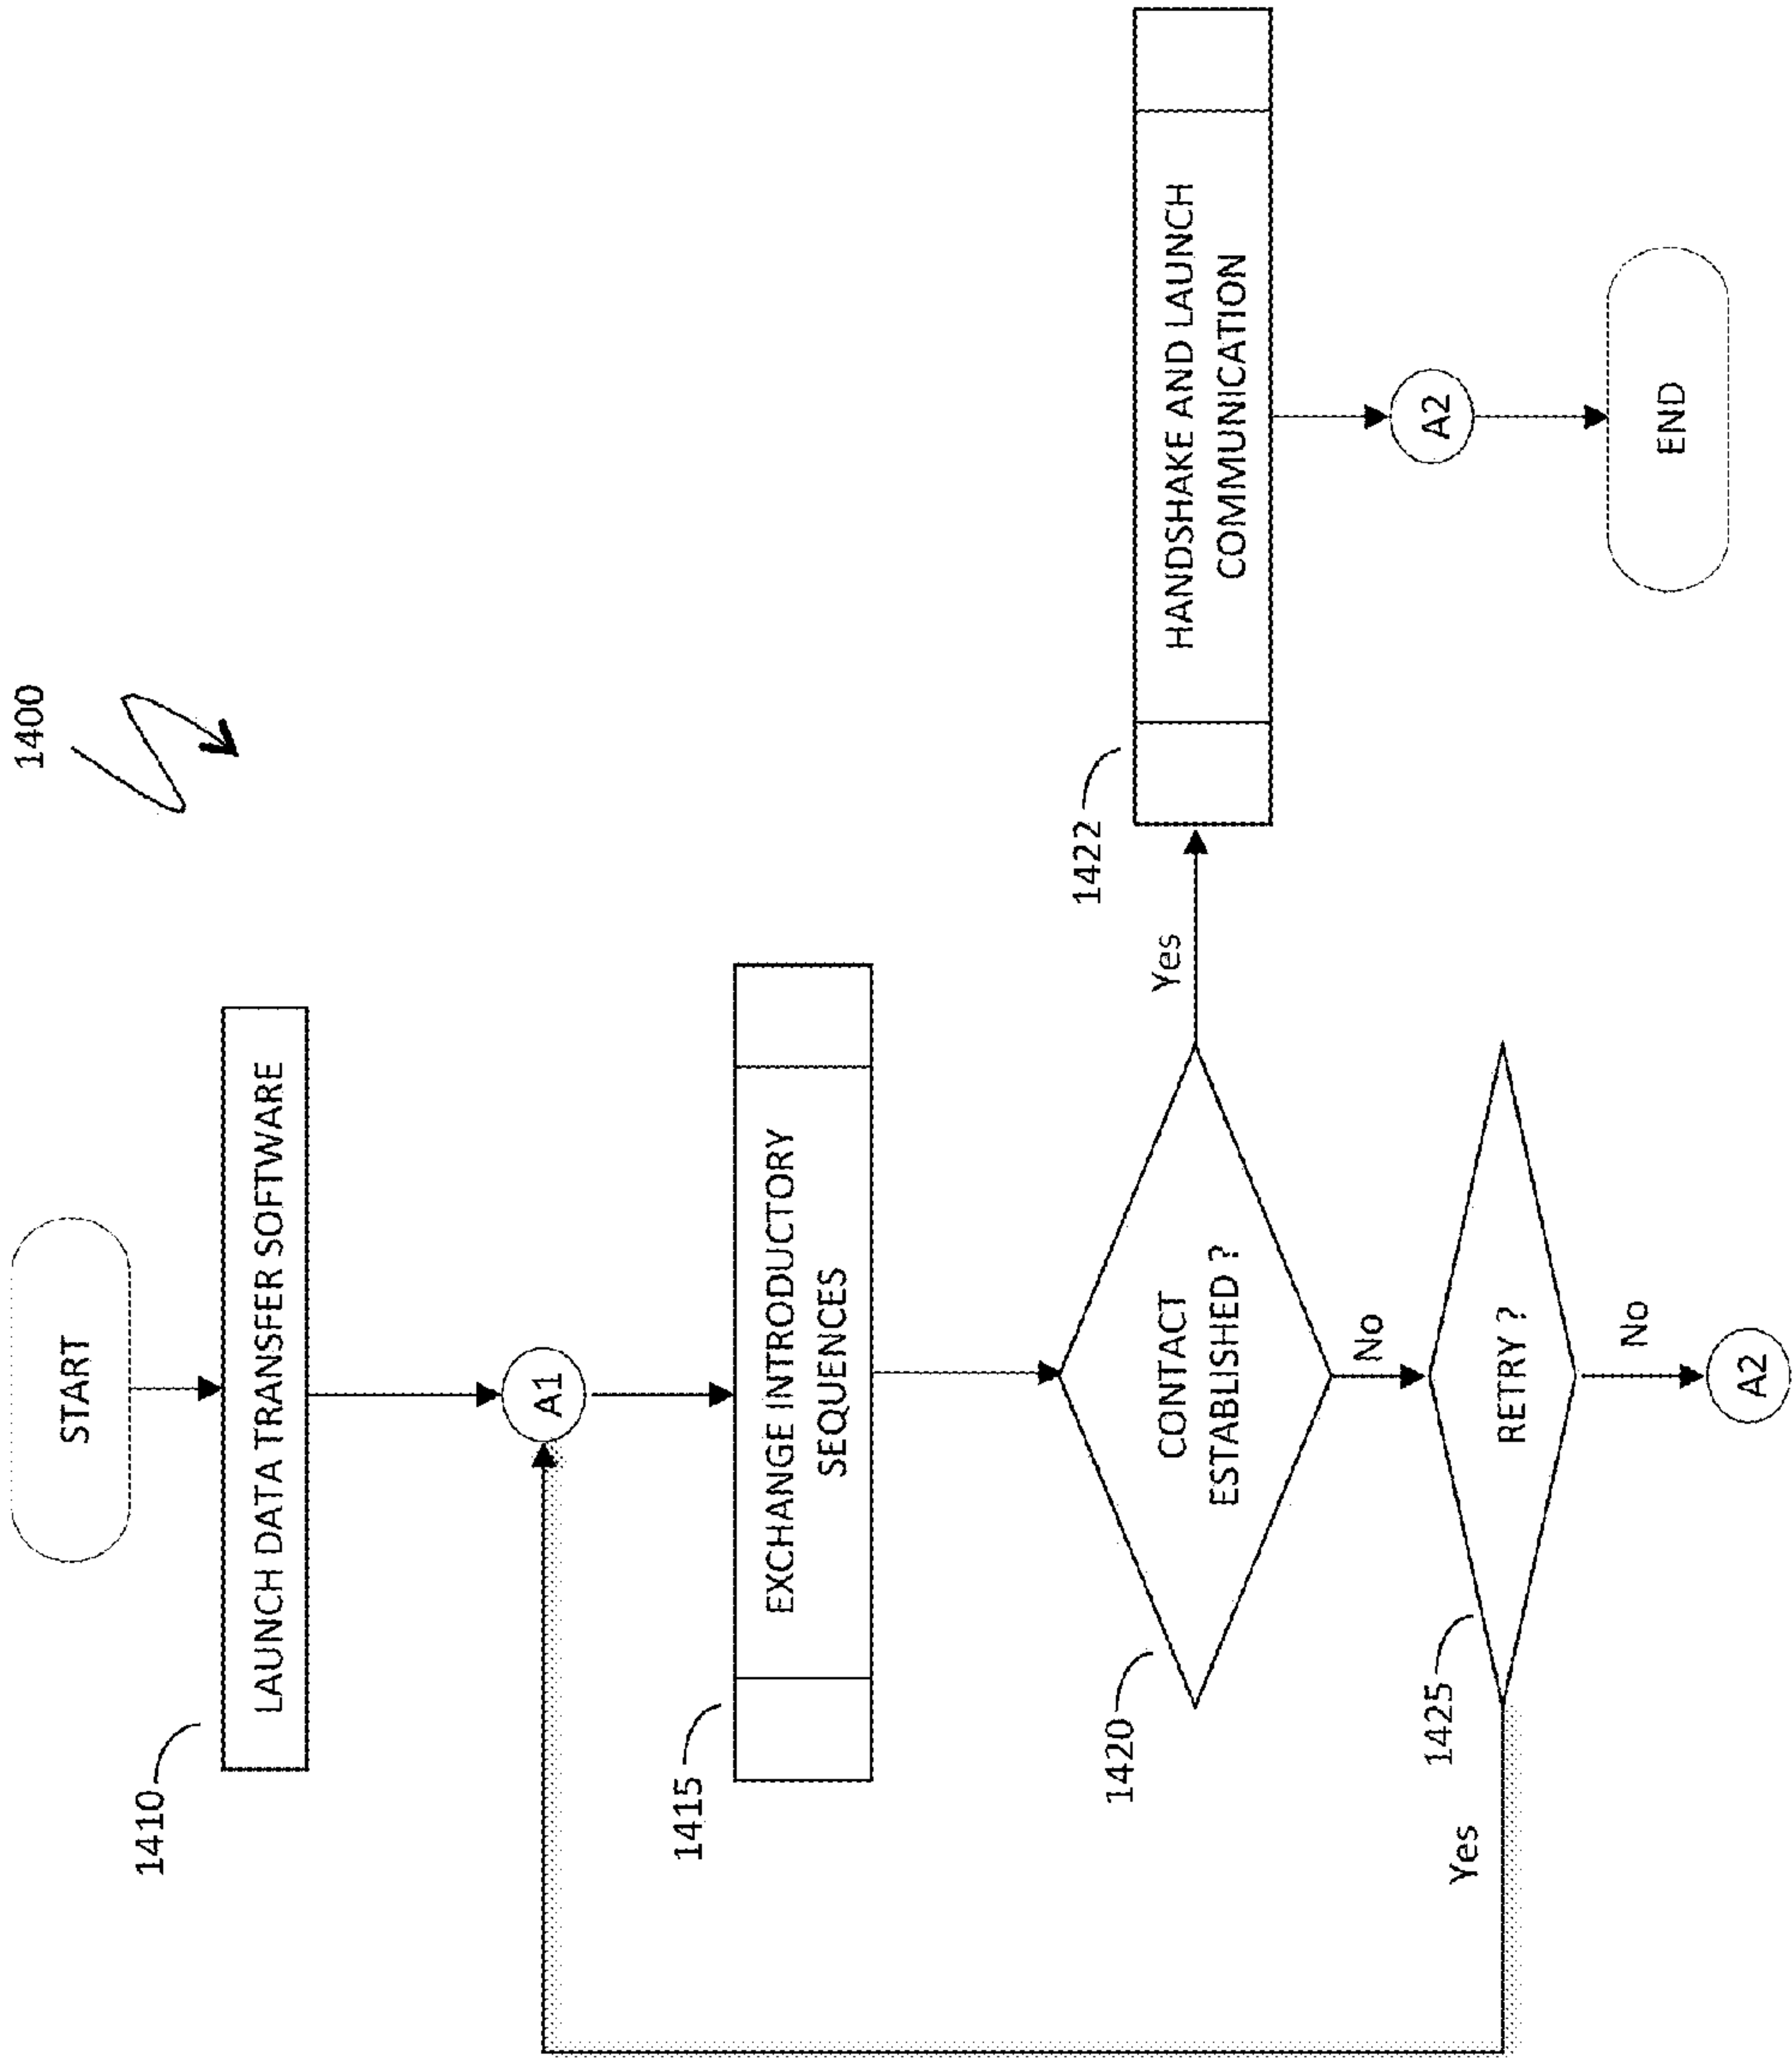 1400
START
1410
LAUNCH DATA TRANSFER SOFTWARE
A1
1415
EXCHANGE INTRODUCTORY
SEQUENCES
1420
CONTACT
ESTABLISHED ?
Yes
1422
HANDSHAKE AND LAUNCH
COMMUNICATION
A2
END
No
1425
RETRY ?
Yes
No
A2